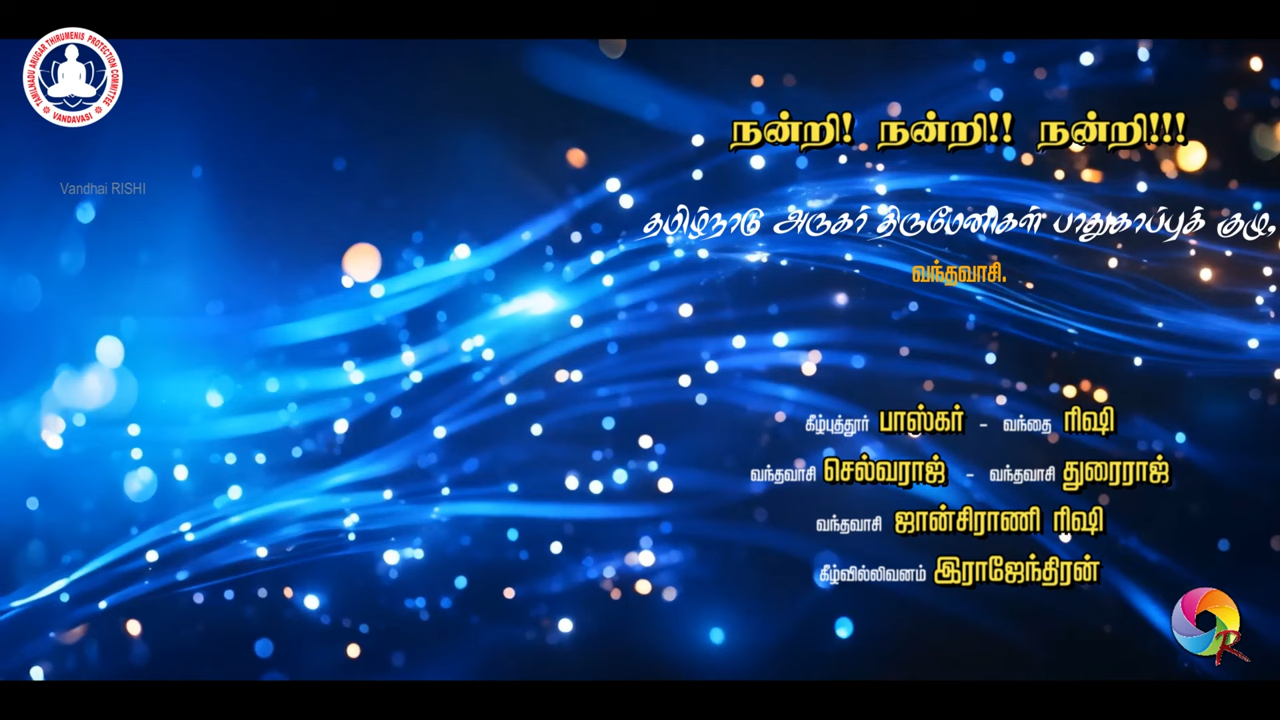 TAMILNADU ARUGAR THIRUMENIS PROTECTION COMMITTEE
VANDAVASI
Vandhai RISHI
நன்றி! நன்றி!! நன்றி!!!
தமிழ்நாடு அருகர் திருமேனிகள் பாதுகாப்புக் குழு,
வந்தவாசி.
கீழ்புத்தூர் பாஸ்கர் - வந்தை ரிஷி
வந்தவாசி செல்வராஜ் - வந்தவாசி துரைராஜ்
வந்தவாசி ஜான்சிராணி ரிஷி
கீழ்வில்லிவனம் இராஜேந்திரன்
R